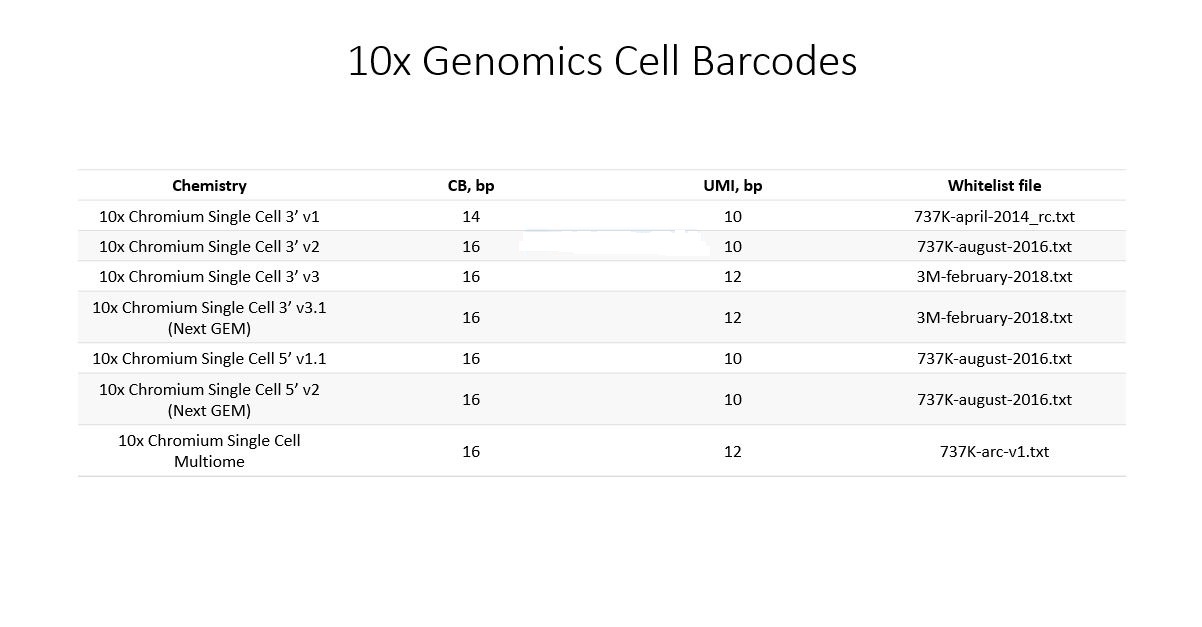 10x Genomics Cell Barcodes
Chemistry CB, bp UMI, bp Whitelist file
10x Chromium Single Cell 3’ v1 14 10 737K-april-2014_rc.txt
10x Chromium Single Cell 3’ v2 16 10 737K-august-2016.txt
10x Chromium Single Cell 3’ v3 16 12 3M-february-2018.txt
10x Chromium Single Cell 3’ v3.1
(Next GEM) 16 12 3M-february-2018.txt
10x Chromium Single Cell 5’ v1.1 16 10 737K-august-2016.txt
10x Chromium Single Cell 5’ v2
(Next GEM) 16 10 737K-august-2016.txt
10x Chromium Single Cell
Multiome 16 12 737K-arc-v1.txt